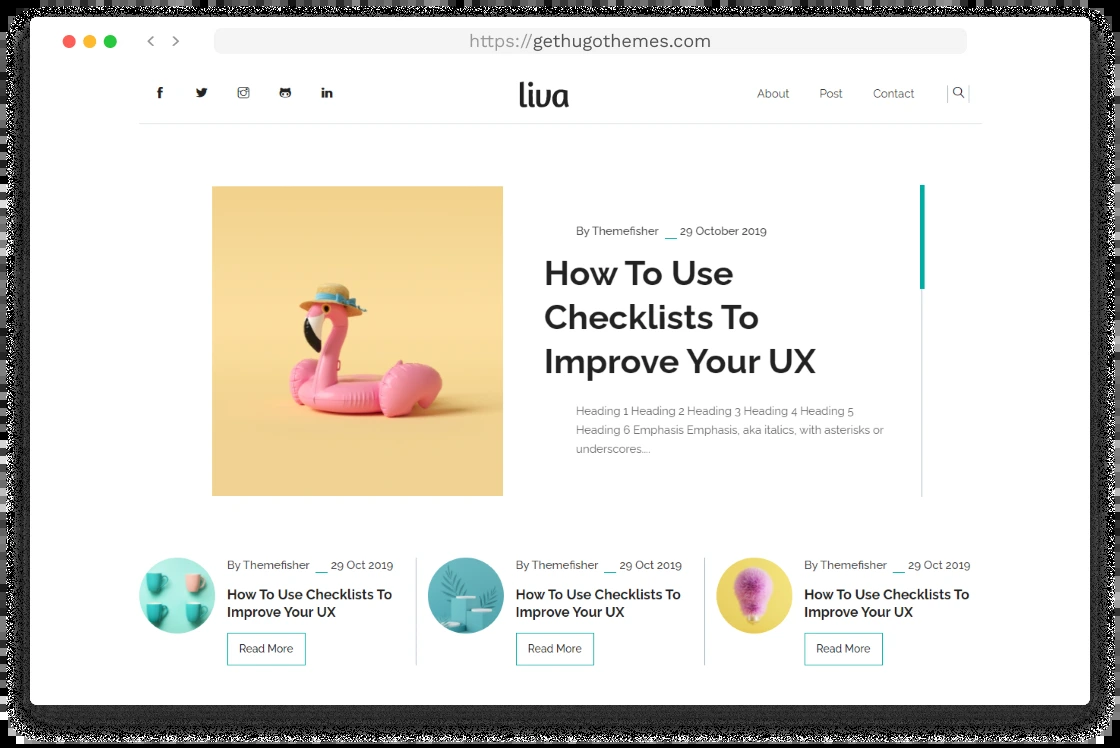 https://gethugothemes.com
liva
About Post Contact
By Themefisher __ 29 October 2019
How To Use
Checklists To
Improve Your UX
Heading 1 Heading 2 Heading 3 Heading 4 Heading 5
Heading 6 Emphasis Emphasis, aka italics, with asterisks or
underscores....
By Themefisher __ 29 Oct 2019
How To Use Checklists To
Improve Your UX
Read More
By Themefisher __ 29 Oct 2019
How To Use Checklists To
Improve Your UX
Read More
By Themefisher __ 29 Oct 2019
How To Use Checklists To
Improve Your UX
Read More